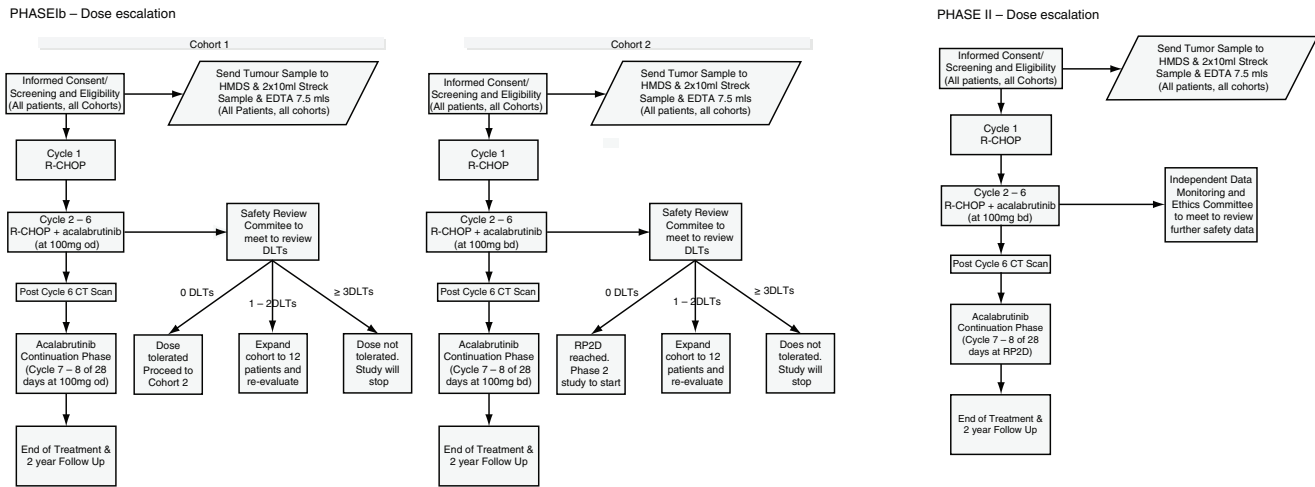 PHASEIb – Dose escalation
Cohort 1
Informed Consent/
Screening and Eligibility
(All patients, all Cohorts)
Send Tumour Sample to
HMDS & 2x10ml Streck
Sample & EDTA 7.5 mls
(All Patients, all cohorts)
Cycle 1
R-CHOP
Cycle 2 – 6
R-CHOP + acalabrutinib
(at 100mg od)
Safety Review
Commitee to
meet to review
DLTs
Post Cycle 6 CT Scan
0 DLTs
1 – 2DLTs
≥ 3DLTs
Acalabrutinib
Continuation Phase
(Cycle 7 – 8 of 28
days at 100mg od)
Dose
tolerated
Proceed to
Cohort 2
Expand
cohort to 12
patients and
re-evaluate
Dose not
tolerated.
Study will
stop
End of Treatment &
2 year Follow Up
Cohort 2
Informed Consent/
Screening and Eligibility
(All patients, all Cohorts)
Send Tumor Sample to
HMDS & 2x10ml Streck
Sample & EDTA 7.5 mls
(All Patients, all cohorts)
Cycle 1
R-CHOP
Cycle 2 – 6
R-CHOP + acalabrutinib
(at 100mg bd)
Safety Review
Commitee to
meet to review
DLTs
Post Cycle 6 CT Scan
0 DLTs
1 – 2DLTs
≥ 3DLTs
Acalabrutinib
Continuation Phase
(Cycle 7 – 8 of 28
days at 100mg bd)
RP2D
reached.
Phase 2
study to start
Expand
cohort to 12
patients and
re-evaluate
Does not
tolerated.
Study will
stop
End of Treatment &
2 year Follow Up
PHASE II – Dose escalation
Informed Consent/
Screening and Eligibility
(All patients, all Cohorts)
Send Tumor Sample to
HMDS & 2x10ml Streck
Sample & EDTA 7.5 mls
(All Patients, all cohorts)
Cycle 1
R-CHOP
Cycle 2 – 6
R-CHOP + acalabrutinib
(at 100mg bd)
Independent Data
Monitoring and
Ethics Committee
to meet to review
further safety data
Post Cycle 6 CT Scan
Acalabrutinib
Continuation Phase
(Cycle 7 – 8 of 28
days at RP2D)
End of Treatment &
2 year Follow Up